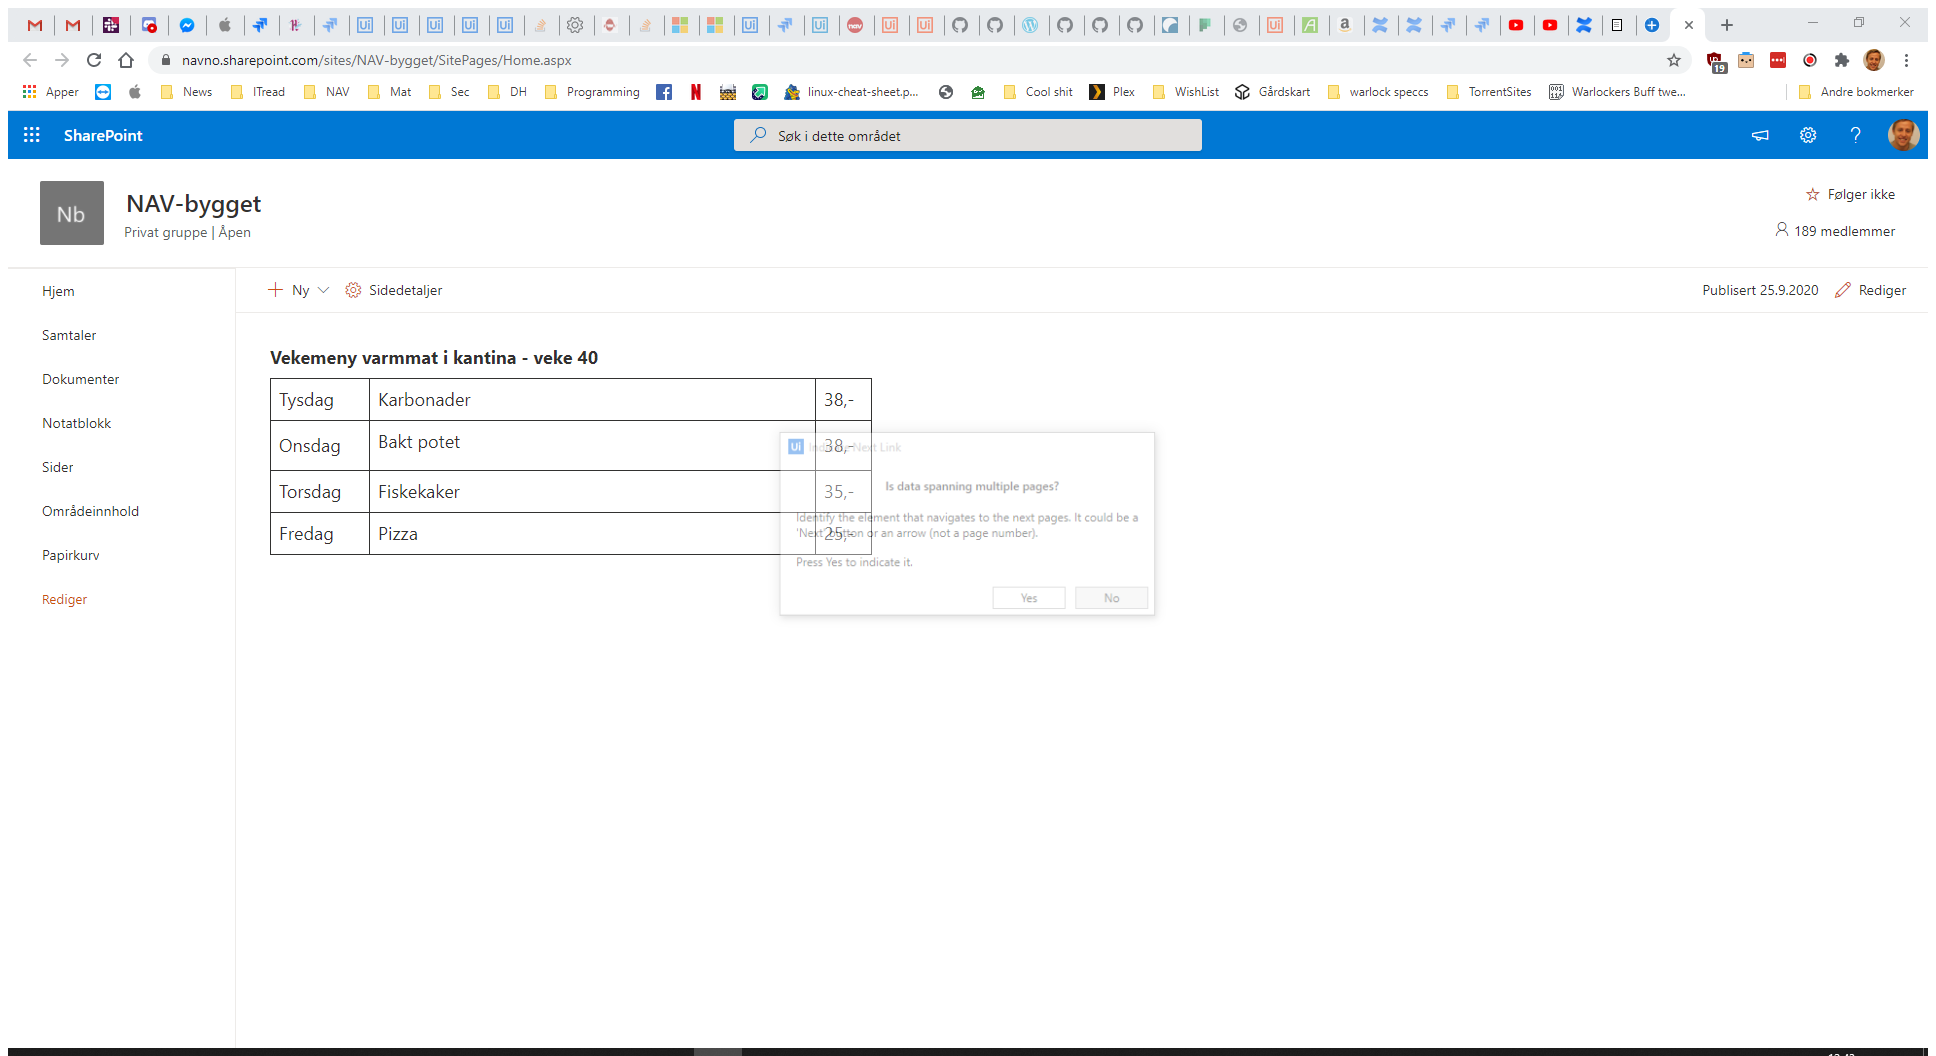 19
navno.sharepoint.com/sites/NAV-bygget/SitePages/Home.aspx
Apper News ITread NAV Mat Sec DH Programming linux-cheat-sheet.p... Cool shit Plex WishList Gårdskart warlock speccs TorrentSites Warlockers Buff twe... Andre bokmerker
SharePoint
Søk i dette området
Nb
NAV-bygget
Privat gruppe | Åpen
Følger ikke
189 medlemmer
Hjem
Samtaler
Dokumenter
Notatblokk
Sider
Områdeinnhold
Papirkurv
Rediger
Ny
Sidedetaljer
Publisert 25.9.2020
Rediger
Vekemeny varmmat i kantina - veke 40
Tysdag Karbonader 38,-
Onsdag Bakt potet 38,-
Torsdag Fiskekaker 35,-
Fredag Pizza 25,-
Ui
Next Link
Is data spanning multiple pages?
Identify the element that navigates to the next pages. It could be a
'Next' button or an arrow (not a page number).
Press Yes to indicate it.
Yes
No